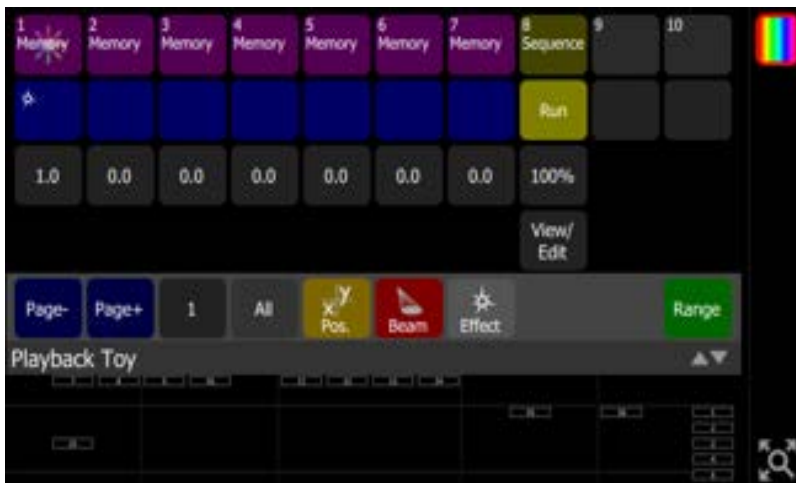 1 2 3 4 5 6 7 8 9 10
Memory Memory Memory Memory Memory Memory Memory Sequence
Run
1.0 0.0 0.0 0.0 0.0 0.0 0.0 100%
View/
Edit
Page- Page+ 1 All x y Pos. Beam Effect Range
Playback Toy